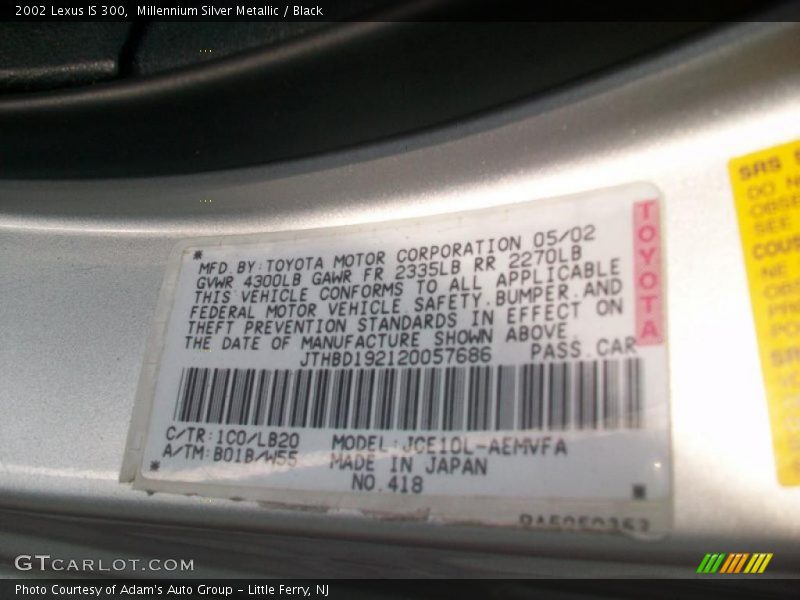 2002 Lexus IS 300, Millennium Silver Metallic / Black
MFD.BY:TOYOTA MOTOR CORPORATION 05/02
GVWR 4300LB GAWR FR 2335LB RR 2270LB
THIS VEHICLE CONFORMS TO ALL APPLICABLE
FEDERAL MOTOR VEHICLE SAFETY.BUMPER.AND
THEFT PREVENTION STANDARDS IN EFFECT ON
THE DATE OF MANUFACTURE SHOWN ABOVE.
JTHBD192120057686 PASS.CAR
TOYOTA
C/TR:1C0/LB20 MODEL:JCE10L-AEMVFA
A/TM:B01B/W55 MADE IN JAPAN
NO.418
SRS
DO
SEE
NE
GTCARLOT.COM
Photo Courtesy of Adam's Auto Group - Little Ferry, NJ